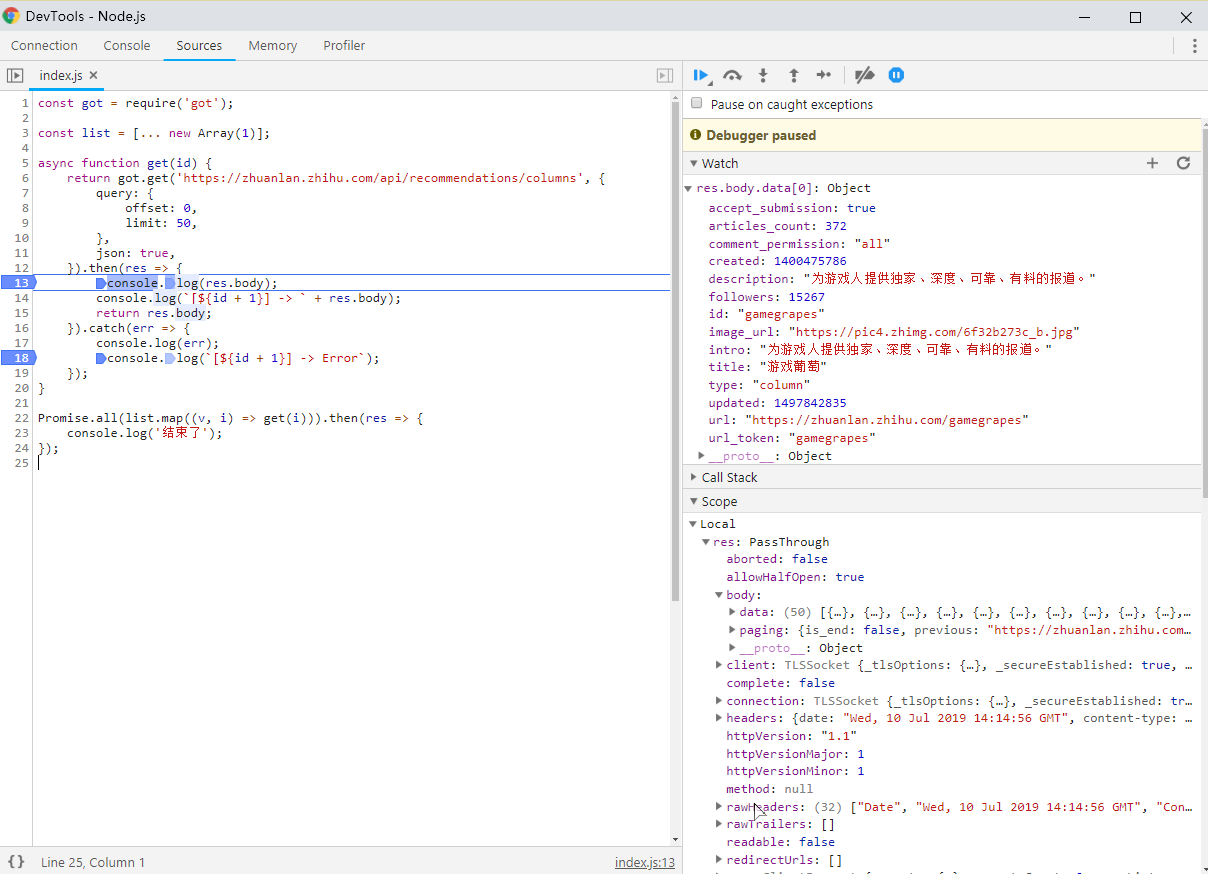 DevTools - Node.js
Connection Console Sources Memory Profiler
index.js ×
1 const got = require('got');
2
3 const list = [... new Array(1)];
4
5 async function get(id) {
6 return got.get('https://zhuanlan.zhihu.com/api/recommendations/columns', {
7 query: {
8 offset: 0,
9 limit: 50,
10 },
11 json: true,
12 }).then(res => {
13 console.log(res.body);
14 console.log(`[${id + 1}] -> ` + res.body);
15 return res.body;
16 }).catch(err => {
17 console.log(err);
18 console.log(`[${id + 1}] -> Error`);
19 });
20 }
21
22 Promise.all(list.map((v, i) => get(i))).then(res => {
23 console.log('结束了');
24 });
25
{} Line 25, Column 1 index.js:13
Pause on caught exceptions
Debugger paused
Watch
res.body.data[0]: Object
accept_submission: true
articles_count: 372
comment_permission: "all"
created: 1400475786
description: "为游戏人提供独家、深度、可靠、有料的报道。"
followers: 15267
id: "gamegrapes"
image_url: "https://pic4.zhimg.com/6f32b273c_b.jpg"
intro: "为游戏人提供独家、深度、可靠、有料的报道。"
title: "游戏葡萄"
type: "column"
updated: 1497842835
url: "https://zhuanlan.zhihu.com/gamegrapes"
url_token: "gamegrapes"
__proto__: Object
Call Stack
Scope
Local
res: PassThrough
aborted: false
allowHalfOpen: true
body:
data: (50) [{…}, {…}, {…}, {…}, {…}, {…}, {…}, {…}, {…}, {…},…
paging: {is_end: false, previous: "https://zhuanlan.zhihu.com…
__proto__: Object
client: TLSSocket {_tlsOptions: {…}, _secureEstablished: true, …
complete: false
connection: TLSSocket {_tlsOptions: {…}, _secureEstablished: tr…
headers: {date: "Wed, 10 Jul 2019 14:14:56 GMT", content-type: …
httpVersion: "1.1"
httpVersionMajor: 1
httpVersionMinor: 1
method: null
rawHeaders: (32) ["Date", "Wed, 10 Jul 2019 14:14:56 GMT", "Con…
rawTrailers: []
readable: false
redirectUrls: []